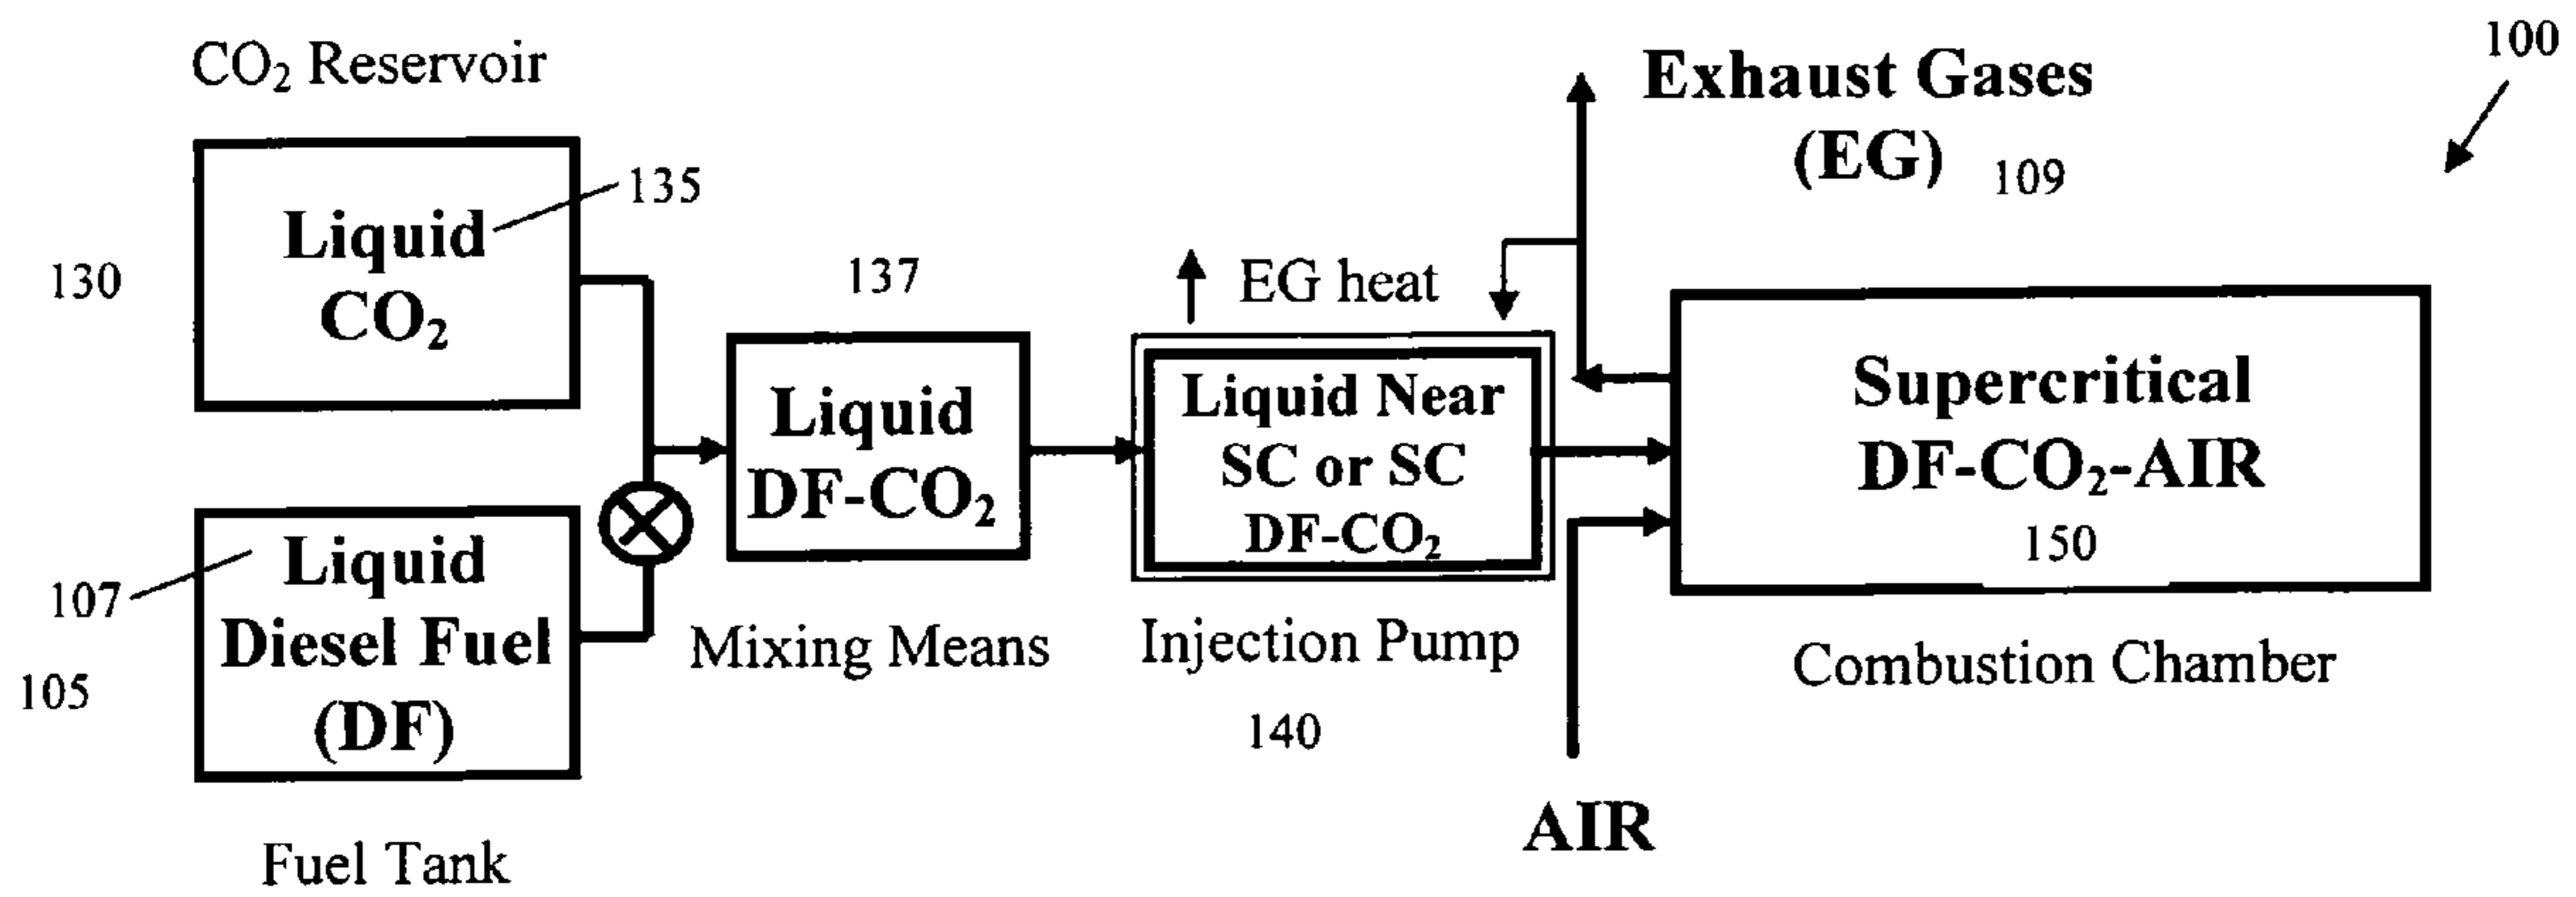 CO₂ Reservoir
130
Liquid
CO₂
135
107
105
Liquid
Diesel Fuel
(DF)
Fuel Tank
137
Liquid
DF-CO₂
Mixing Means
EG heat
Liquid Near
SC or SC
DF-CO₂
Injection Pump
140
Exhaust Gases
(EG)
109
100
Supercritical
DF-CO₂-AIR
150
Combustion Chamber
AIR